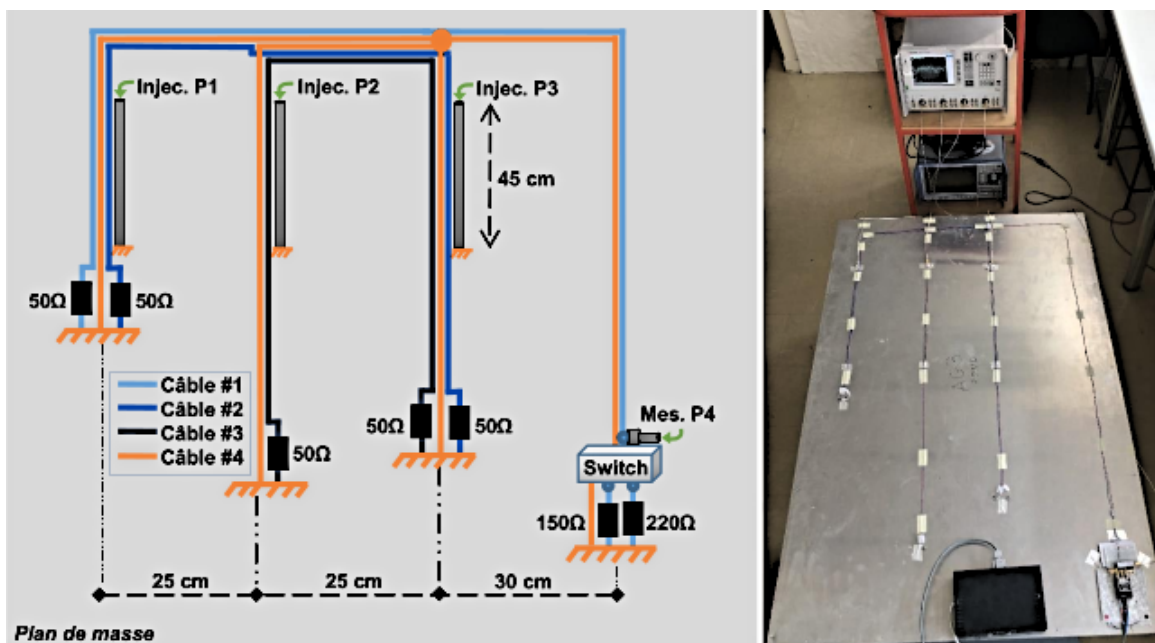 Injec. P1
Injec. P2
Injec. P3
45 cm
50Ω
50Ω
Câble #1
Câble #2
Câble #3
Câble #4
50Ω
50Ω
50Ω
Mes. P4
Switch
150Ω
220Ω
25 cm
25 cm
30 cm
Plan de masse